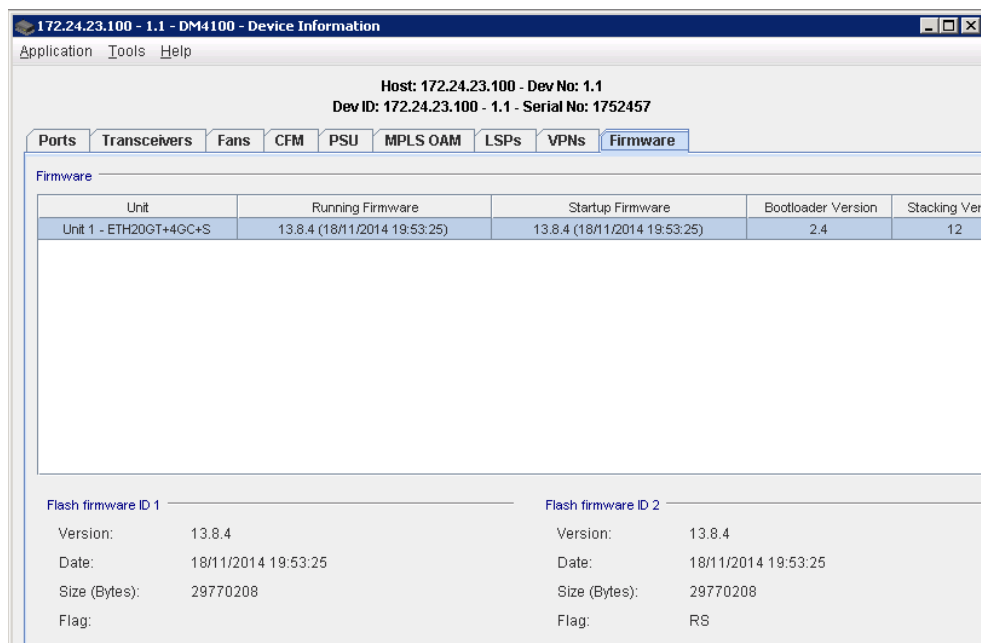 172.24.23.100 - 1.1 - DM4100 - Device Information
Application Tools Help
Host: 172.24.23.100 - Dev No: 1.1
Dev ID: 172.24.23.100 - 1.1 - Serial No: 1752457
Ports Transceivers Fans CFM PSU MPLS OAM LSPs VPNs Firmware
Firmware
Unit Running Firmware Startup Firmware Bootloader Version Stacking Ver
Unit 1 - ETH20GT+4GC+S 13.8.4 (18/11/2014 19:53:25) 13.8.4 (18/11/2014 19:53:25) 2.4 12
Flash firmware ID 1 Flash firmware ID 2
Version: 13.8.4 Version: 13.8.4
Date: 18/11/2014 19:53:25 Date: 18/11/2014 19:53:25
Size (Bytes): 29770208 Size (Bytes): 29770208
Flag: Flag: RS